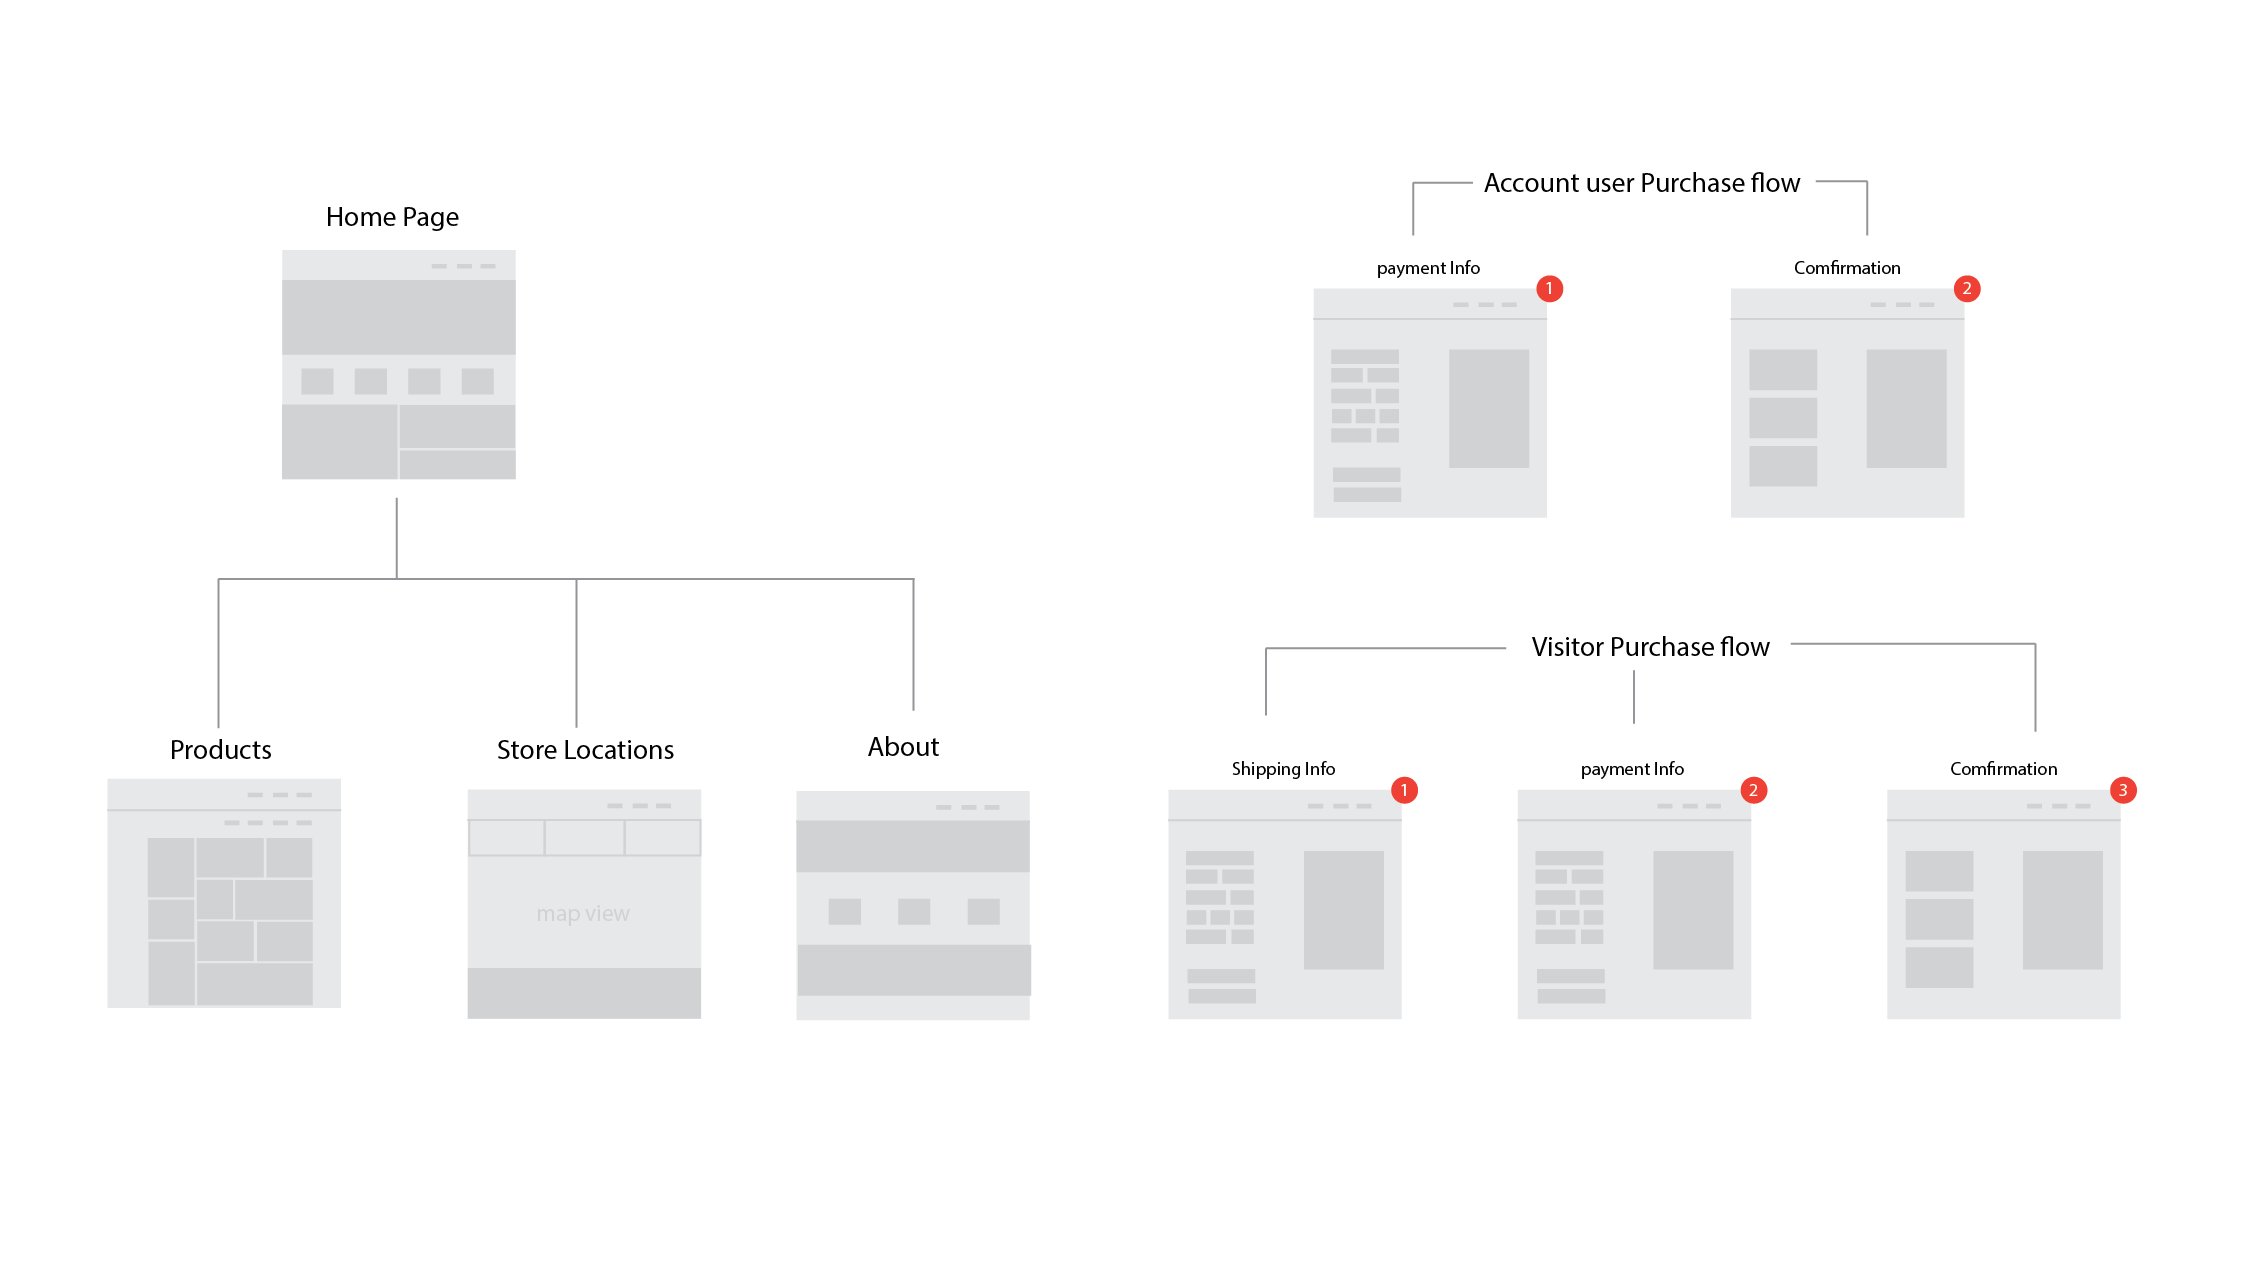 Home Page
Products
Store Locations
map view
About
Account user Purchase flow
payment Info
1
Comfirmation
2
Visitor Purchase flow
Shipping Info
1
payment Info
2
Comfirmation
3